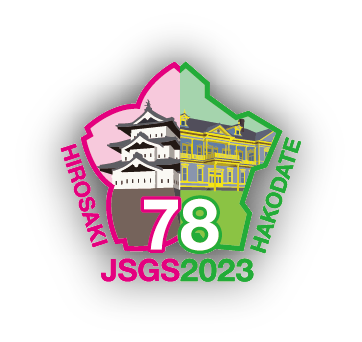 HIROSAKI
HAKODATE
78
JSGS2023